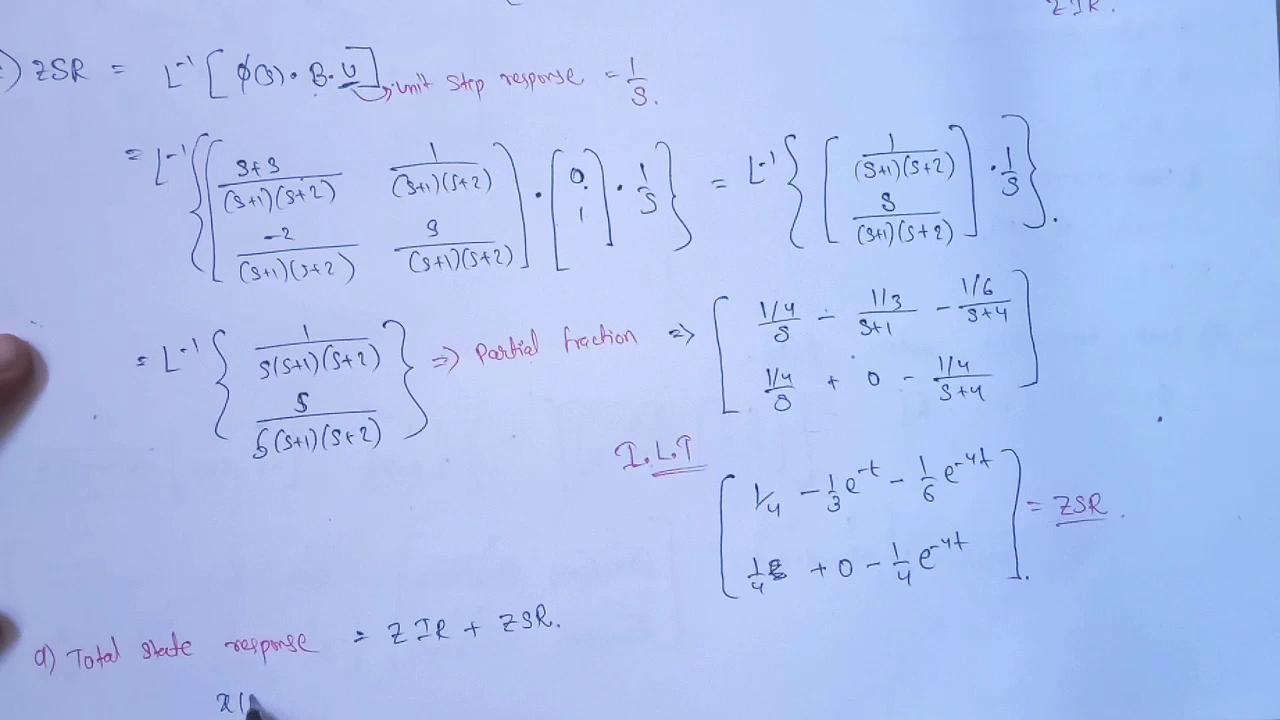 ZIR.
) ZSR = L⁻¹ [ φ(s) · B · U ] → unit step response = 1/s.
= L⁻¹ { [ s+3/(s+1)(s+2) 1/(s+1)(s+2) ; -2/(s+1)(s+2) s/(s+1)(s+2) ] · [ 0 ; 1 ] · 1/s } = L⁻¹ { [ 1/(s+1)(s+2) ; s/(s+1)(s+2) ] · 1/s }.
= L⁻¹ { 1/s(s+1)(s+2) ; s/s(s+1)(s+2) } ⇒ Partial fraction ⇒ [ 1/4/s - 1/3/s+1 - 1/6/s+4 ; 1/4/s + 0 - 1/4/s+4 ]
I.L.T
[ 1/4 - 1/3 e^-t - 1/6 e^-4t ; 1/4 + 0 - 1/4 e^-4t ] = ZSR.
a) Total state response = ZIR + ZSR.
x(